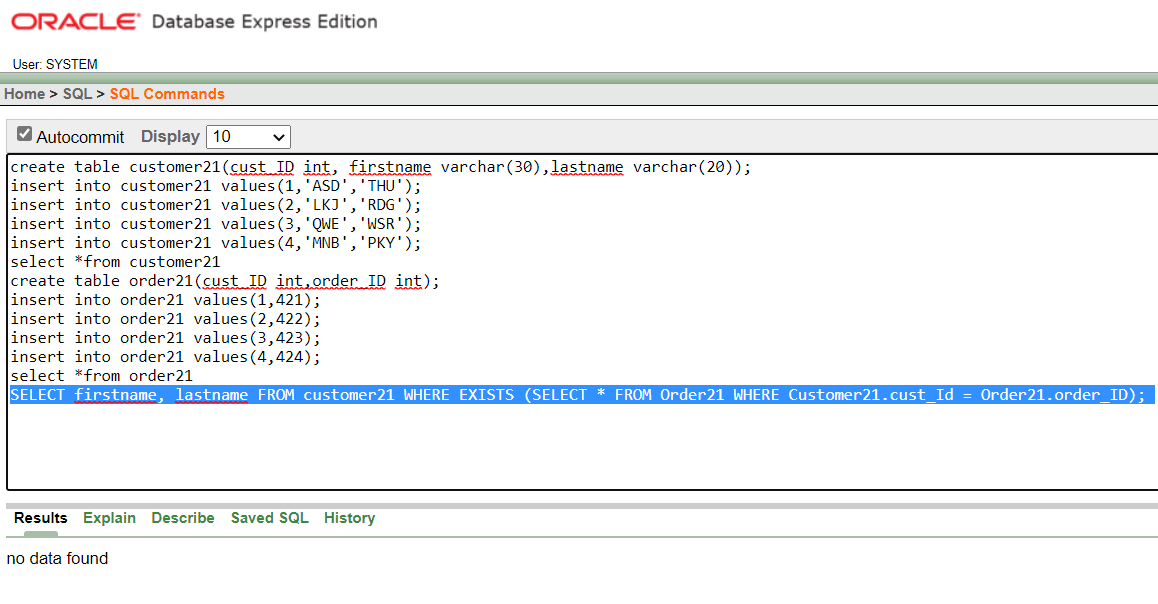 ORACLE Database Express Edition
User: SYSTEM
Home > SQL > SQL Commands
Autocommit Display 10
create table customer21(cust_ID int, firstname varchar(30),lastname varchar(20));
insert into customer21 values(1,'ASD','THU');
insert into customer21 values(2,'LKJ','RDG');
insert into customer21 values(3,'QWE','WSR');
insert into customer21 values(4,'MNB','PKY');
select *from customer21
create table order21(cust_ID int,order_ID int);
insert into order21 values(1,421);
insert into order21 values(2,422);
insert into order21 values(3,423);
insert into order21 values(4,424);
select *from order21
SELECT firstname, lastname FROM customer21 WHERE EXISTS (SELECT * FROM Order21 WHERE Customer21.cust_Id = Order21.order_ID);
Results Explain Describe Saved SQL History
no data found